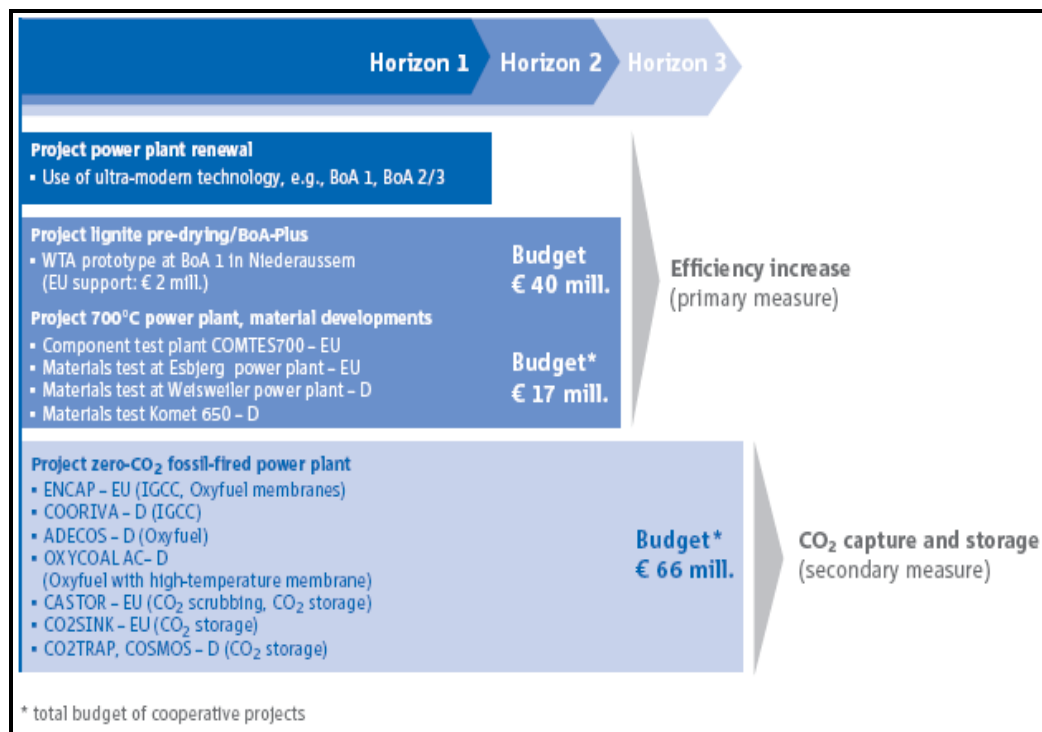 Horizon 1 Horizon 2 Horizon 3
Project power plant renewal
▪ Use of ultra-modern technology, e.g., BoA 1, BoA 2/3
Project lignite pre-drying/BoA-Plus
▪ WTA prototype at BoA 1 in Niederaussem
(EU support: € 2 mill.)
Budget
€ 40 mill.
Project 700°C power plant, material developments
▪ Component test plant COMTES700 – EU
▪ Materials test at Esbjerg power plant – EU
▪ Materials test at Weisweiler power plant – D
▪ Materials test Komet 650 – D
Budget*
€ 17 mill.
Efficiency increase
(primary measure)
Project zero-CO₂ fossil-fired power plant
▪ ENCAP – EU (IGCC, Oxyfuel membranes)
▪ COORIVA – D (IGCC)
▪ ADECOS – D (Oxyfuel)
▪ OXYCOAL AC– D
(Oxyfuel with high-temperature membrane)
▪ CASTOR – EU (CO₂ scrubbing, CO₂ storage)
▪ CO2SINK – EU (CO₂ storage)
▪ CO2TRAP, COSMOS – D (CO₂ storage)
Budget*
€ 66 mill.
CO₂ capture and storage
(secondary measure)
* total budget of cooperative projects